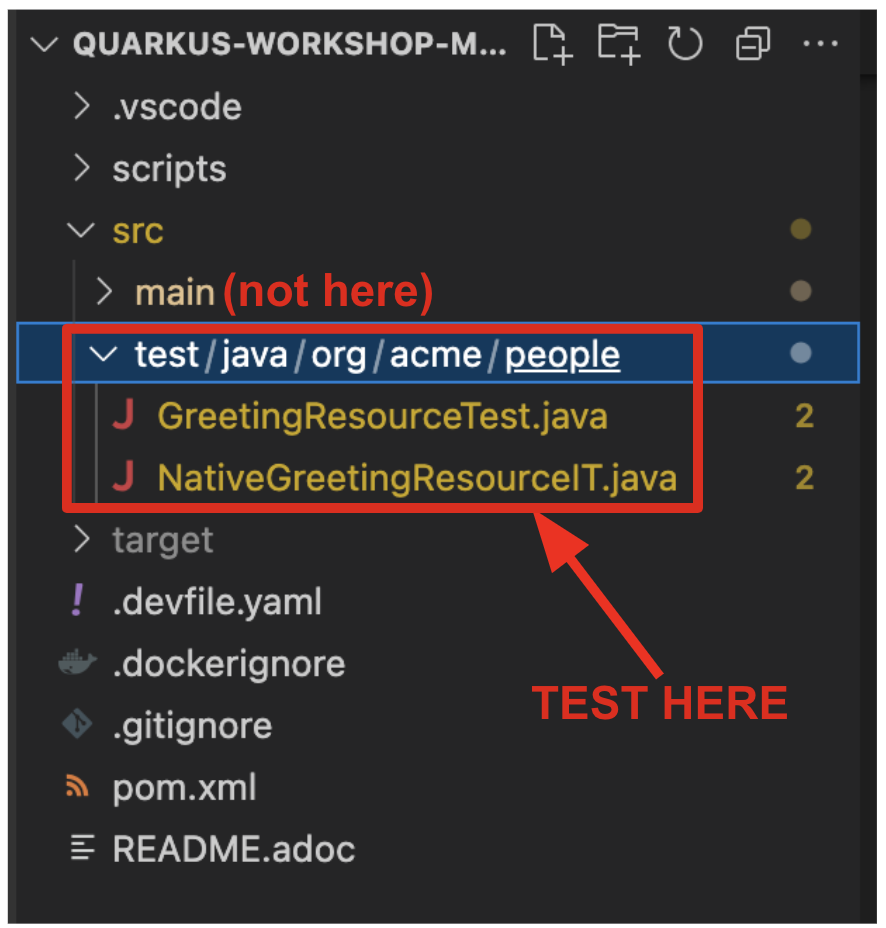 QUARKUS-WORKSHOP-M...
.vscode
scripts
src
main (not here)
test/java/org/acme/people
GreetingResourceTest.java 2
NativeGreetingResourceIT.java 2
target
! .devfile.yaml
.dockerignore
.gitignore
TEST HERE
pom.xml
README.adoc